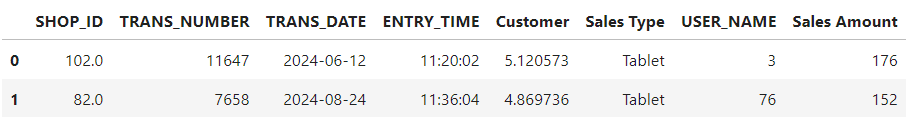 SHOP_ID TRANS_NUMBER TRANS_DATE ENTRY_TIME Customer Sales Type USER_NAME Sales Amount
0 102.0 11647 2024-06-12 11:20:02 5.120573 Tablet 3 176
1 82.0 7658 2024-08-24 11:36:04 4.869736 Tablet 76 152